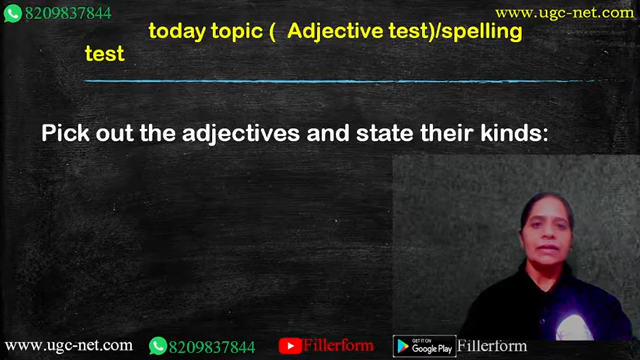 8209837844 www.ugc-net.com
today topic ( Adjective test)/spelling
test
Pick out the adjectives and state their kinds:
www.ugc-net.com 8209837844 Fillerform GET IT ON Google Play Fillerform